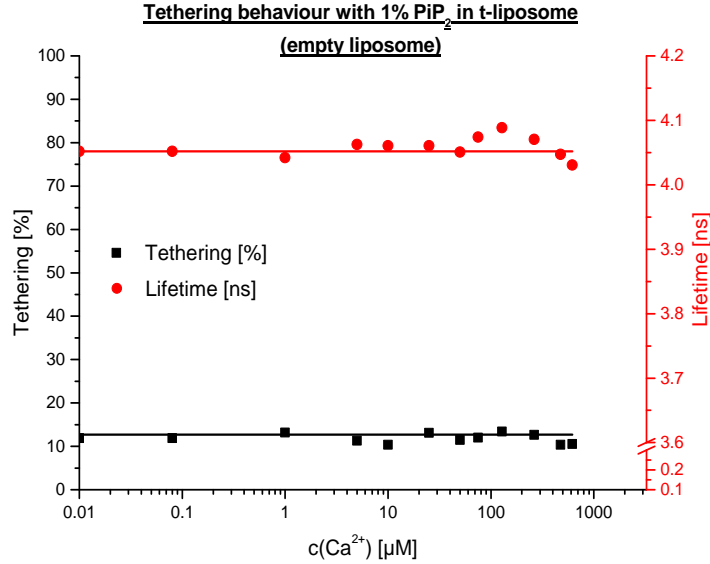 Tethering behaviour with 1% PiP₂ in t-liposome
(empty liposome)
100
90
80
70
60
50
40
30
20
10
0
Tethering [%]
Tethering [%]
Lifetime [ns]
4.2
4.1
4.0
3.9
3.8
3.7
3.6
0.2
0.1
Lifetime [ns]
0.01 0.1 1 10 100 1000
c(Ca²⁺) [µM]